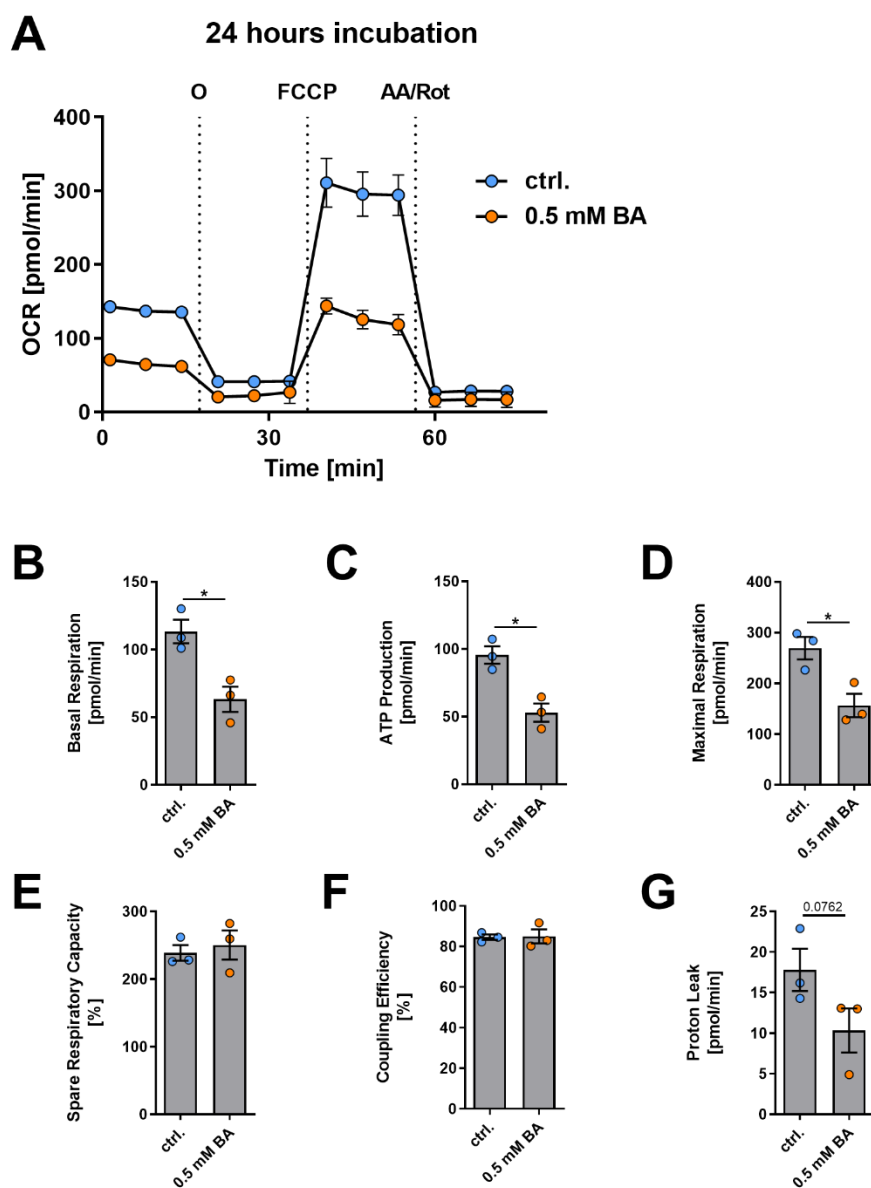 A
24 hours incubation
O
FCCP
AA/Rot
400
300
200
100
0
OCR [pmol/min]
0
30
60
Time [min]
ctrl.
0.5 mM BA
B
Basal Respiration
[pmol/min]
150
100
50
0
*
ctrl.
0.5 mM BA
C
ATP Production
[pmol/min]
150
100
50
0
*
ctrl.
0.5 mM BA
D
Maximal Respiration
[pmol/min]
400
300
200
100
0
*
ctrl.
0.5 mM BA
E
Spare Respiratory Capacity
[%]
300
200
100
0
ctrl.
0.5 mM BA
F
Coupling Efficiency
[%]
100
80
60
40
20
0
ctrl.
0.5 mM BA
G
Proton Leak
[pmol/min]
25
20
15
10
5
0
0.0762
ctrl.
0.5 mM BA